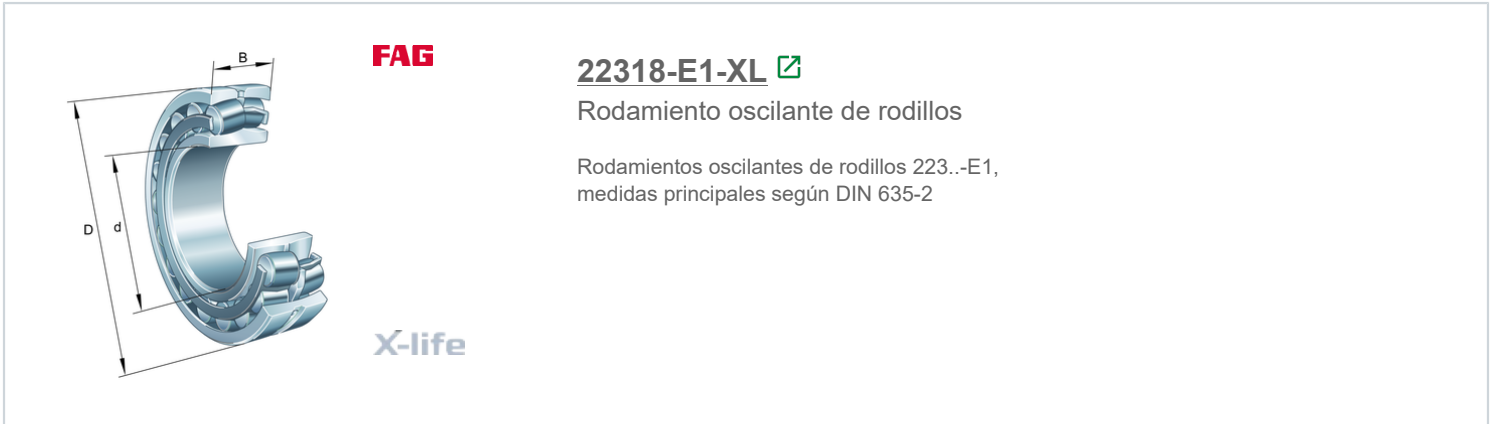 B
D
d
FAG
X-life
22318-E1-XL
Rodamiento oscilante de rodillos
Rodamientos oscilantes de rodillos 223..-E1,
medidas principales según DIN 635-2